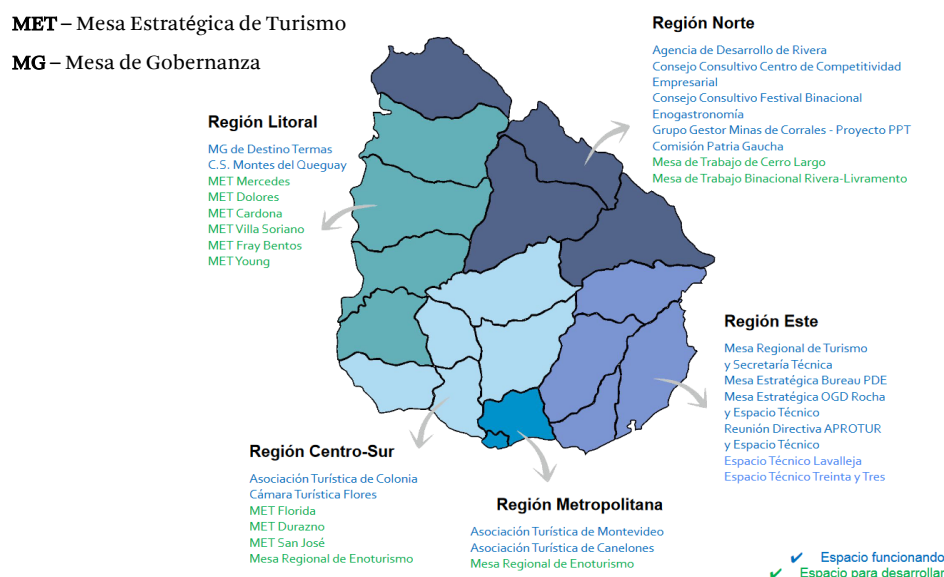 MET – Mesa Estratégica de Turismo
MG – Mesa de Gobernanza
Región Norte
Agencia de Desarrollo de Rivera
Consejo Consultivo Centro de Competitividad
Empresarial
Consejo Consultivo Festival Binacional
Enogastronomía
Grupo Gestor Minas de Corrales - Proyecto PPT
Comisión Patria Gaucha
Mesa de Trabajo de Cerro Largo
Mesa de Trabajo Binacional Rivera-Livramento
Región Litoral
MG de Destino Termas
C.S. Montes del Queguay
MET Mercedes
MET Dolores
MET Cardona
MET Villa Soriano
MET Fray Bentos
MET Young
Región Este
Mesa Regional de Turismo
y Secretaría Técnica
Mesa Estratégica Bureau PDE
Mesa Estratégica OGD Rocha
y Espacio Técnico
Reunión Directiva APROTUR
y Espacio Técnico
Espacio Técnico Lavalleja
Espacio Técnico Treinta y Tres
Región Centro-Sur
Asociación Turística de Colonia
Cámara Turística Flores
MET Florida
MET Durazno
MET San José
Mesa Regional de Enoturismo
Región Metropolitana
Asociación Turística de Montevideo
Asociación Turística de Canelones
Mesa Regional de Enoturismo
✔ Espacio funcionando
✔ Espacio para desarrollar